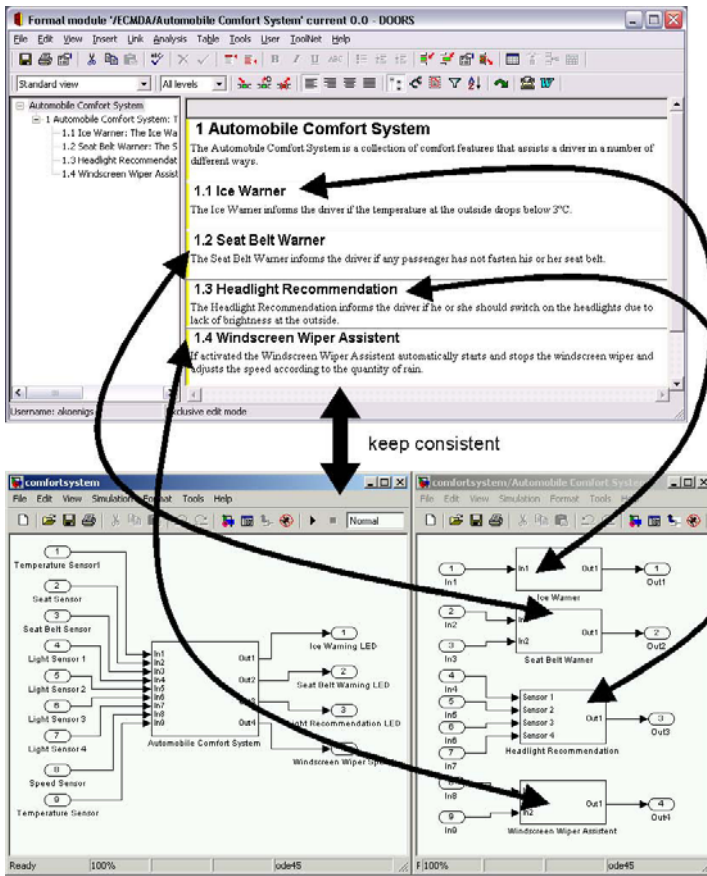 Formal module '/ECMDA/Automobile Comfort System' current 0.0 - DOORS
File Edit View Insert Link Analysis Table Tools User ToolNet Help
Standard view All levels
Automobile Comfort System
1 Automobile Comfort System: T
1.1 Ice Warner: The Ice Wa
1.2 Seat Belt Warner: The S
1.3 Headlight Recommendat
1.4 Windscreen Wiper Assist
1 Automobile Comfort System
The Automobile Comfort System is a collection of comfort features that assists a driver in a number of
different ways.
1.1 Ice Warner
The Ice Warner informs the driver if the temperature at the outside drops below 3°C.
1.2 Seat Belt Warner
The Seat Belt Warner informs the driver if any passenger has not fasten his or her seat belt.
1.3 Headlight Recommendation
The Headlight Recommendation informs the driver if he or she should switch on the headlights due to
lack of brightness at the outside.
1.4 Windscreen Wiper Assistent
If activated the Windscreen Wiper Assistent automatically starts and stops the windscreen wiper and
adjusts the speed according to the quantity of rain.
Username: akoenigs
Exclusive edit mode
keep consistent
comfortsystem
File Edit View Simulation Format Tools Help
Normal
1
Temperature Sensor1
2
Seat Sensor
3
Seat Belt Sensor
4
Light Sensor 1
5
Light Sensor 2
6
Light Sensor 3
7
Light Sensor 4
8
Speed Sensor
9
Temperature Sensor
In1
In2
In3
In4
In5
In6
In7
In8
In9
Out1
Out2
Out3
Out4
Automobile Comfort System
1
Ice Warning LED
2
Seat Belt Warning LED
3
Light Recommendation LED
Windscreen Wiper
Ready 100% ode45
comfortsystem/Automobile Comfort System
File Edit View Simulation Format Tools
1
In1
In1 Out1
Ice Warner
1
Out1
2
In2
3
In3
In2
Out1
Seat Belt Warner
2
Out2
4
In4
5
In5
6
In6
7
In7
Sensor 1
Sensor 2
Sensor 3
Sensor 4
Out1
Headlight Recommendation
3
Out3
In8
9
In9
In2
Out1
Windscreen Wiper Assistent
4
Out4
F 100% ode45